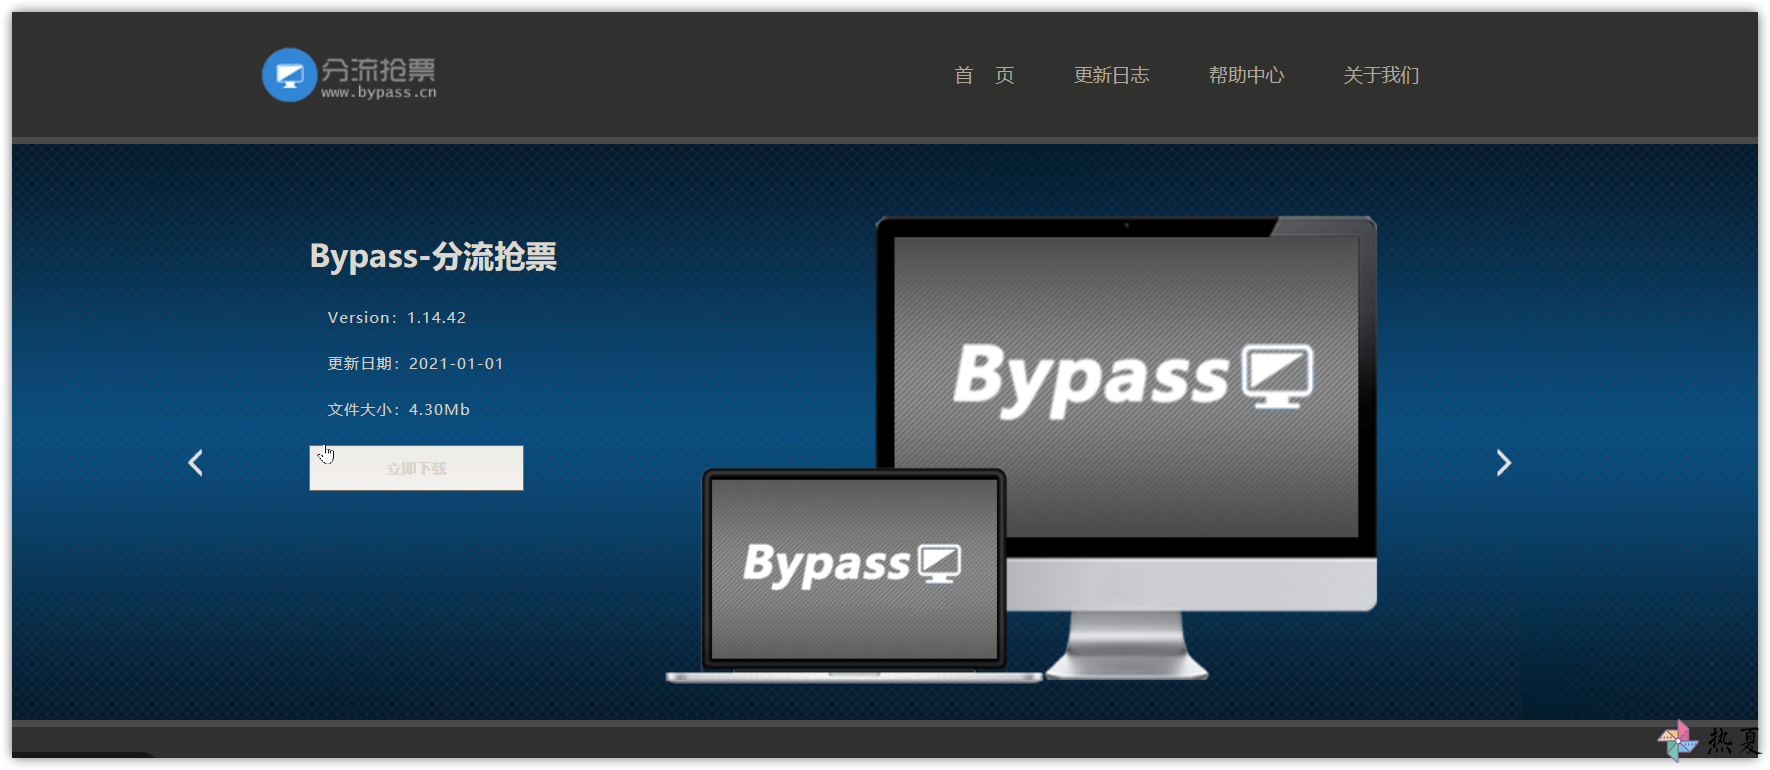 分流抢票
www.bypass.cn
首 页 更新日志 帮助中心 关于我们
Bypass-分流抢票
Version：1.14.42
更新日期：2021-01-01
文件大小：4.30Mb
立即下载
Bypass
Bypass
热夏